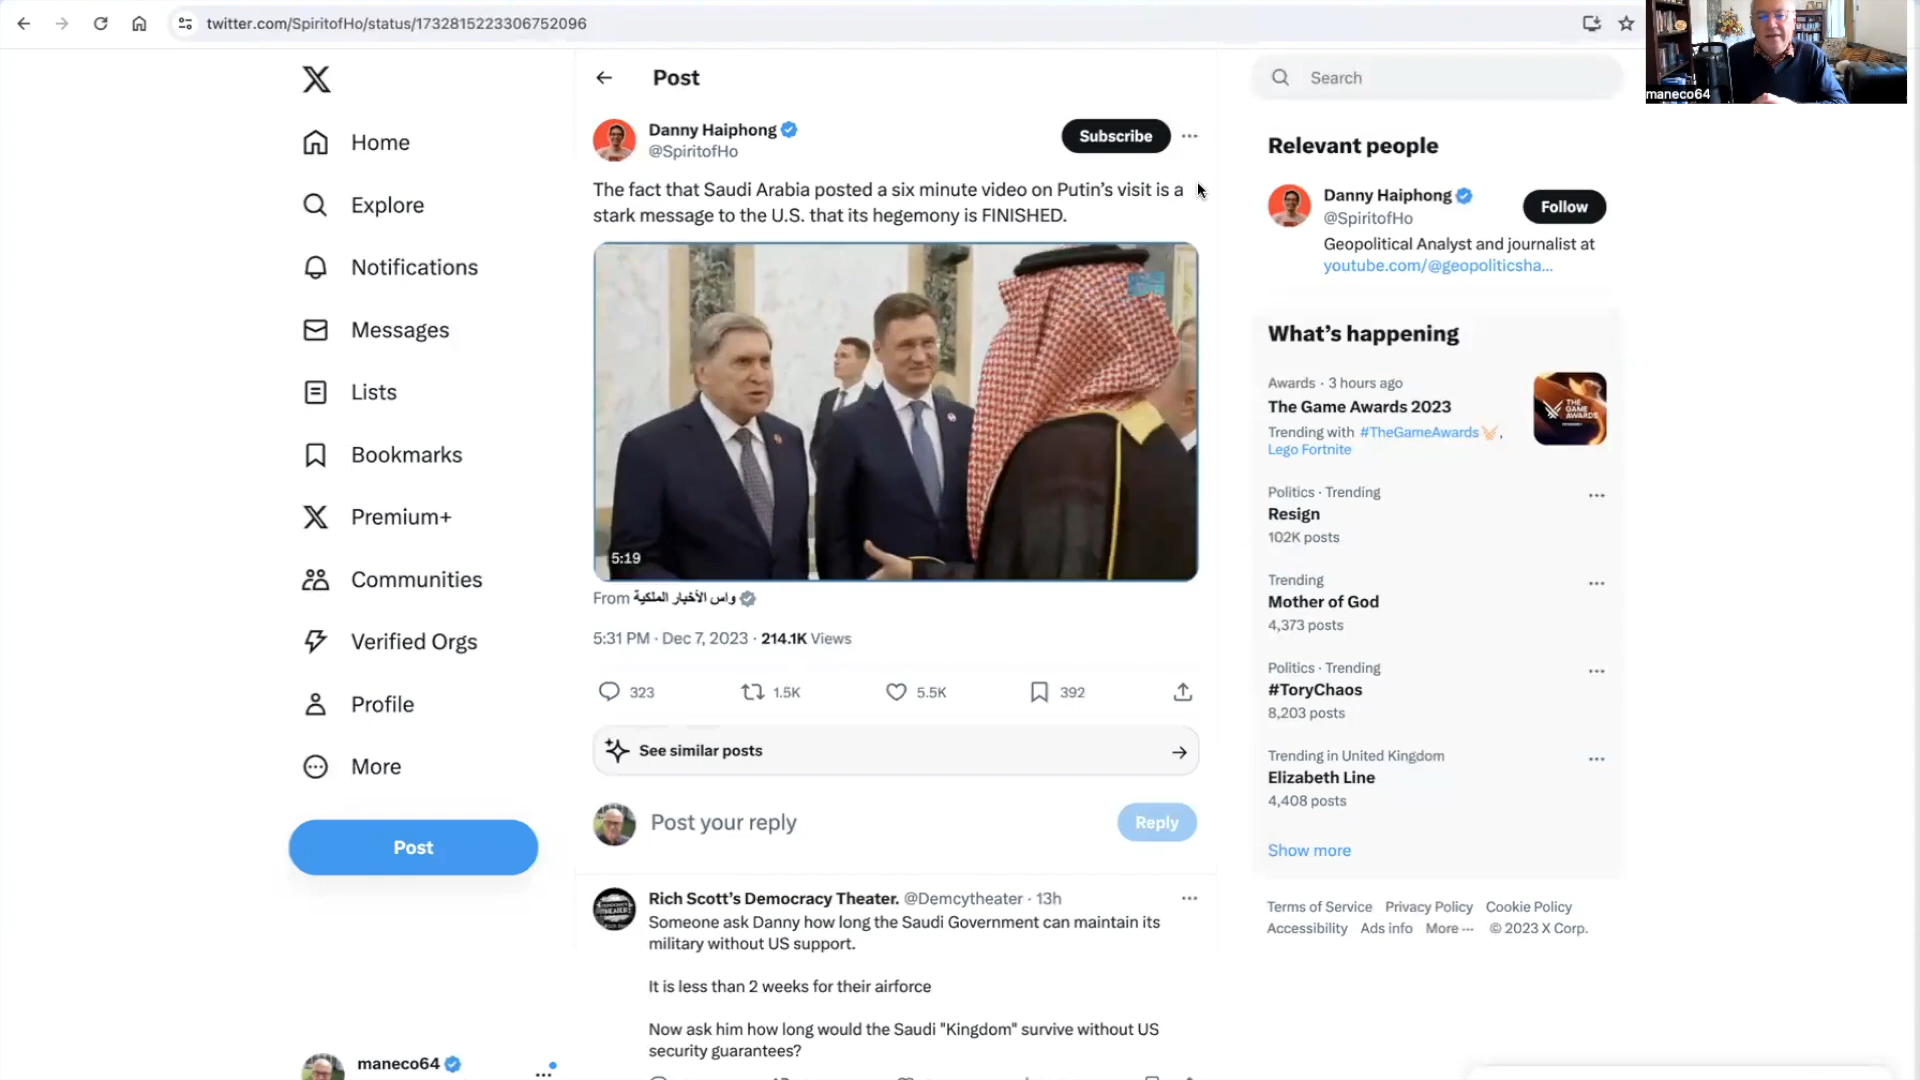 twitter.com/SpiritofHo/status/1732815223306752096
maneco64
Home
Explore
Notifications
Messages
Lists
Bookmarks
Premium+
Communities
Verified Orgs
Profile
More
Post
maneco64
Post
Danny Haiphong
@SpiritofHo
Subscribe
The fact that Saudi Arabia posted a six minute video on Putin’s visit is a
stark message to the U.S. that its hegemony is FINISHED.
5:19
From واس الأخبار الملكية
5:31 PM · Dec 7, 2023 · 214.1K Views
323
1.5K
5.5K
392
See similar posts
Post your reply
Reply
Rich Scott’s Democracy Theater. @Demcytheater · 13h
Someone ask Danny how long the Saudi Government can maintain its
military without US support.
It is less than 2 weeks for their airforce
Now ask him how long would the Saudi "Kingdom" survive without US
security guarantees?
Search
Relevant people
Danny Haiphong
@SpiritofHo
Follow
Geopolitical Analyst and journalist at
youtube.com/@geopoliticsha...
What’s happening
Awards · 3 hours ago
The Game Awards 2023
Trending with #TheGameAwards,
Lego Fortnite
THE GAME AWARDS
Politics · Trending
Resign
102K posts
Trending
Mother of God
4,373 posts
Politics · Trending
#ToryChaos
8,203 posts
Trending in United Kingdom
Elizabeth Line
4,408 posts
Show more
Terms of Service Privacy Policy Cookie Policy
Accessibility Ads info More ··· © 2023 X Corp.